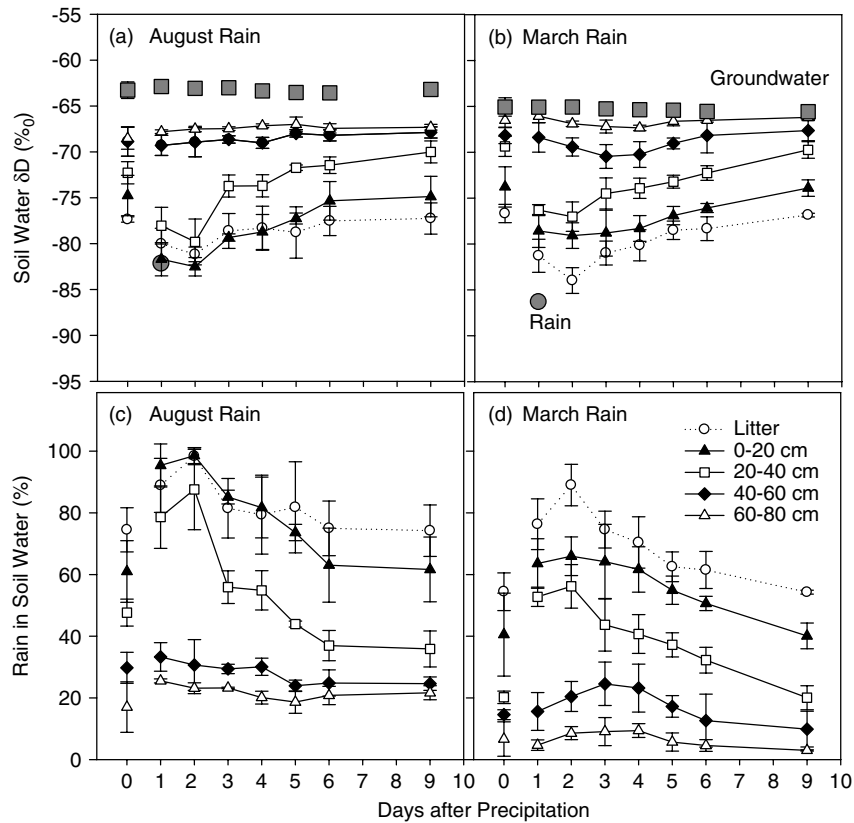 (a) August Rain
(b) March Rain
Groundwater
Rain
Soil Water δD (‰)
-55
-60
-65
-70
-75
-80
-85
-90
-95
(c) August Rain
(d) March Rain
Litter
0-20 cm
20-40 cm
40-60 cm
60-80 cm
Rain in Soil Water (%)
100
80
60
40
20
0
0 1 2 3 4 5 6 7 8 9 10
0 1 2 3 4 5 6 7 8 9 10
Days after Precipitation